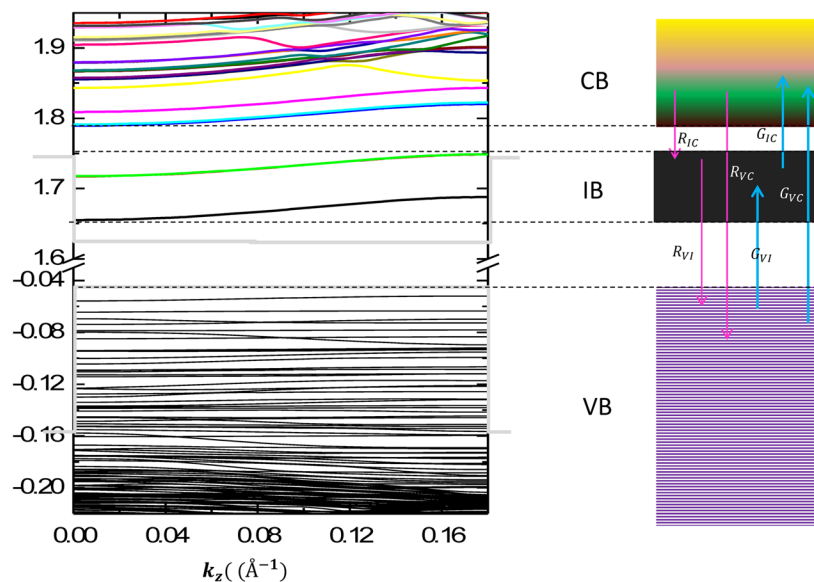 1.9
1.8
1.7
1.6
-0.04
-0.08
-0.12
-0.16
-0.20
0.00 0.04 0.08 0.12 0.16
k_z( (Å⁻¹)
CB
IB
VB
R_IC
G_IC
R_VC
G_VC
R_VI
G_VI